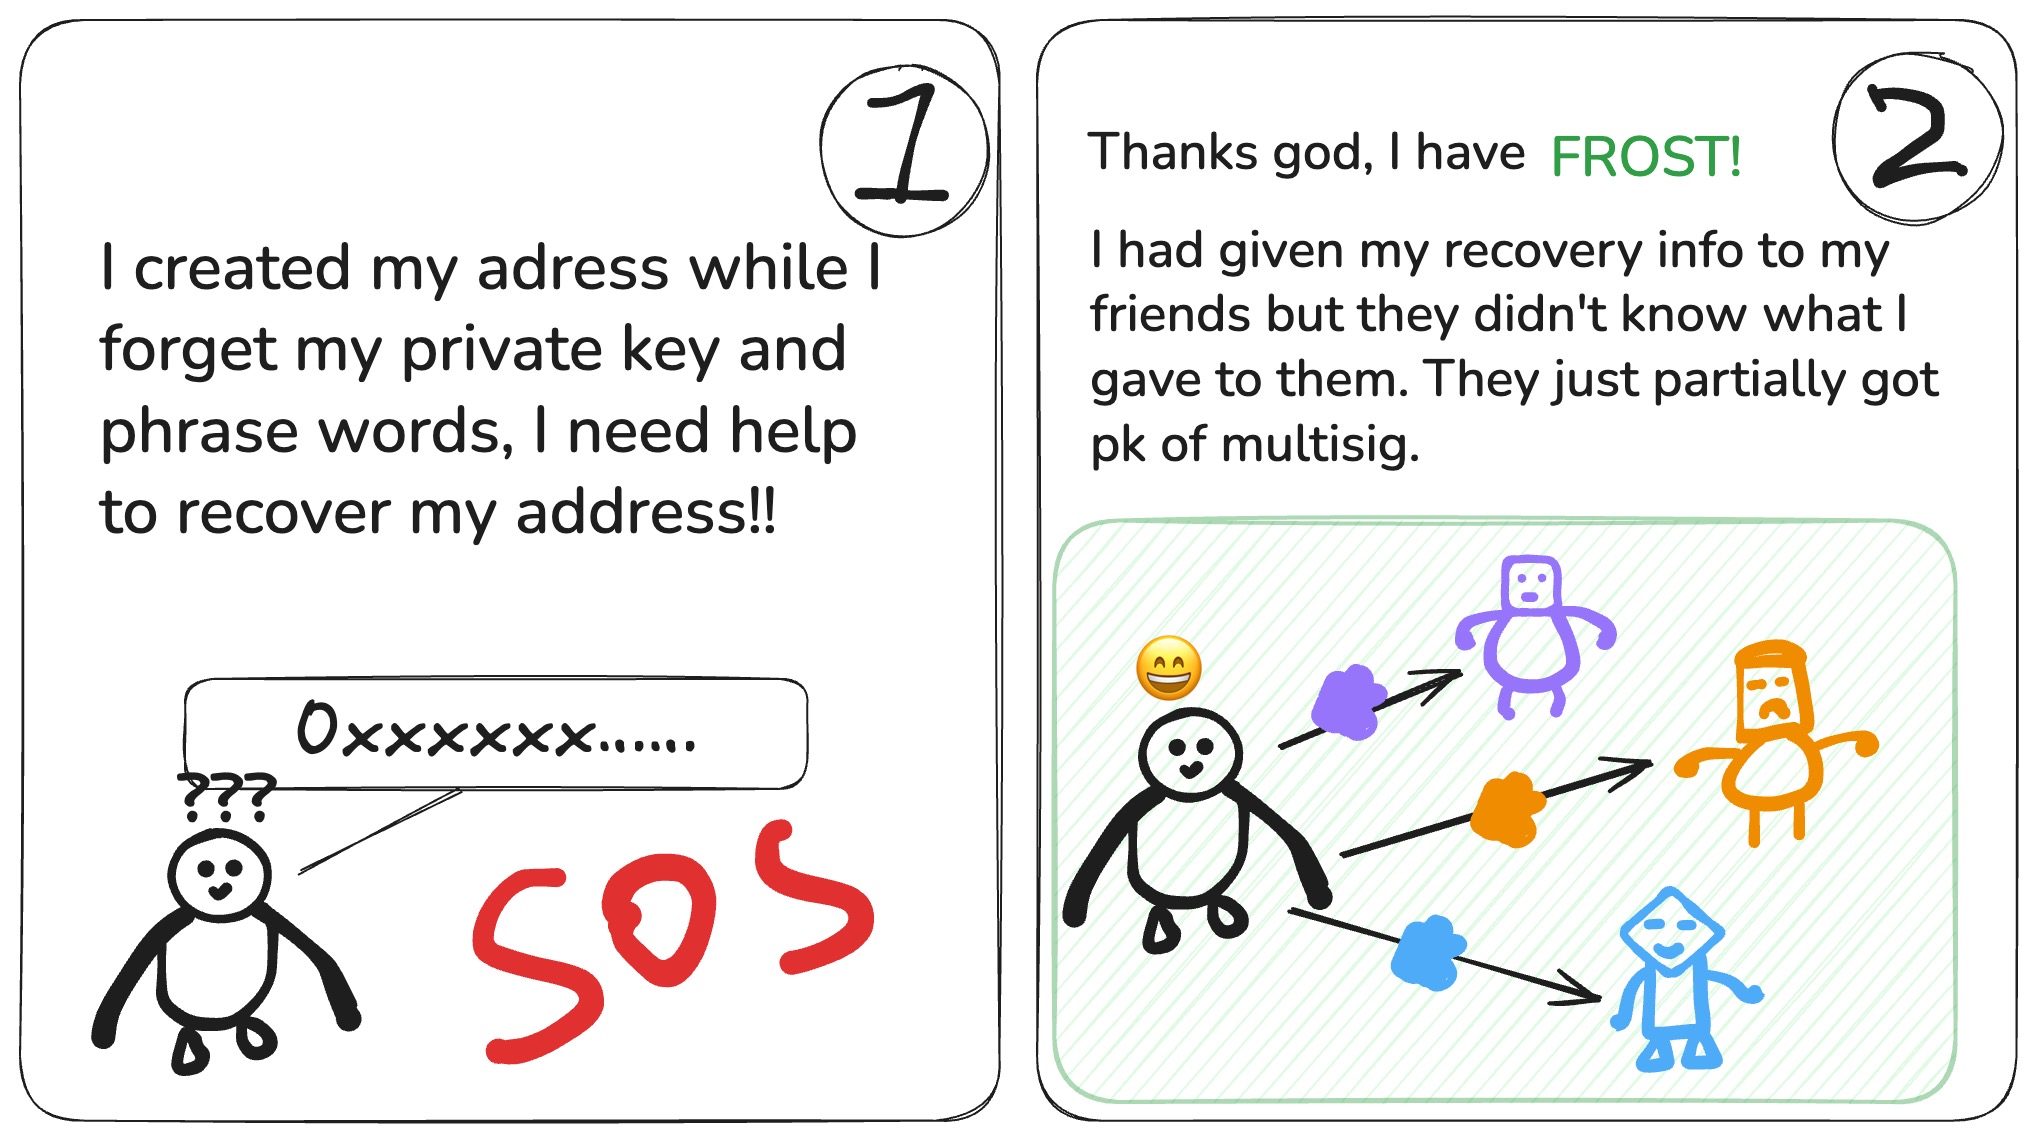 1
I created my adress while I
forget my private key and
phrase words, I need help
to recover my address!!
0xxxxxx......
???
SOS
2
Thanks god, I have FROST!
I had given my recovery info to my
friends but they didn't know what I
gave to them. They just partially got
pk of multisig.